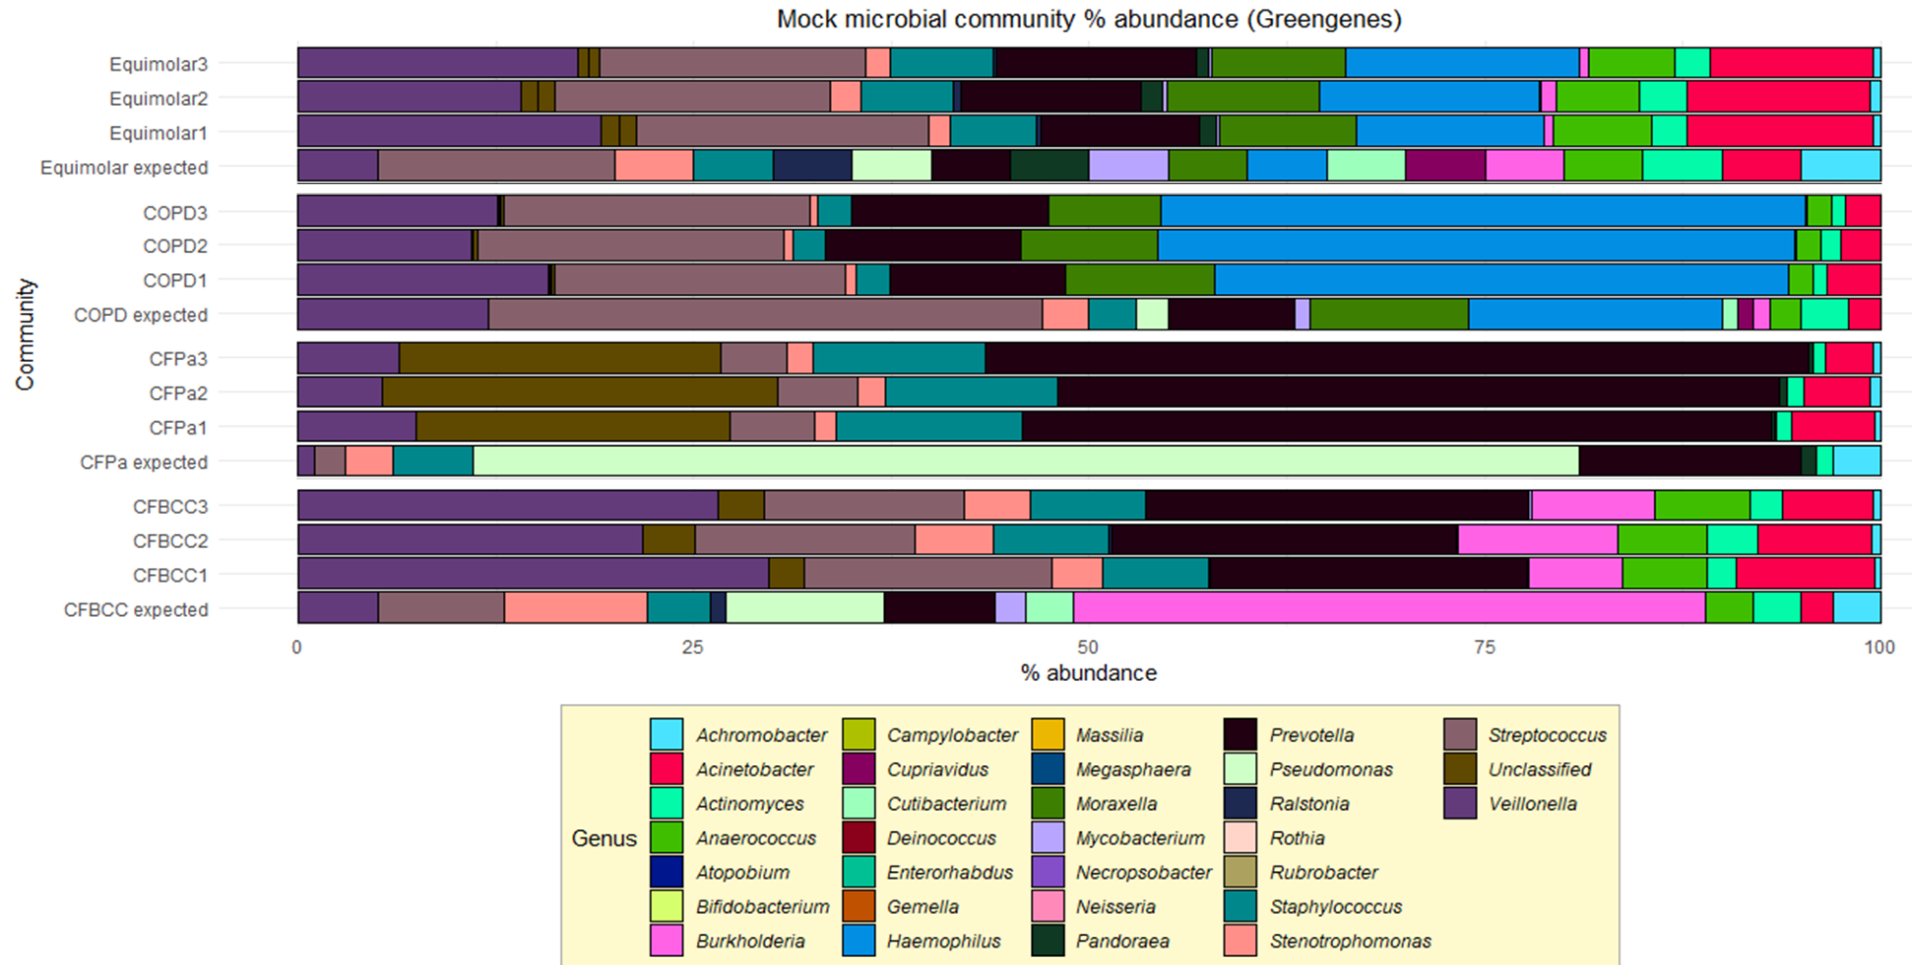 Mock microbial community % abundance (Greengenes)
Community
Equimolar3
Equimolar2
Equimolar1
Equimolar expected
COPD3
COPD2
COPD1
COPD expected
CFPa3
CFPa2
CFPa1
CFPa expected
CFBCC3
CFBCC2
CFBCC1
CFBCC expected
0 25 50 75 100
% abundance
Genus
Achromobacter
Acinetobacter
Actinomyces
Anaerococcus
Atopobium
Bifidobacterium
Burkholderia
Campylobacter
Cupriavidus
Cutibacterium
Deinococcus
Enterorhabdus
Gemella
Haemophilus
Massilia
Megasphaera
Moraxella
Mycobacterium
Necropsobacter
Neisseria
Pandoraea
Prevotella
Pseudomonas
Ralstonia
Rothia
Rubrobacter
Staphylococcus
Stenotrophomonas
Streptococcus
Unclassified
Veillonella